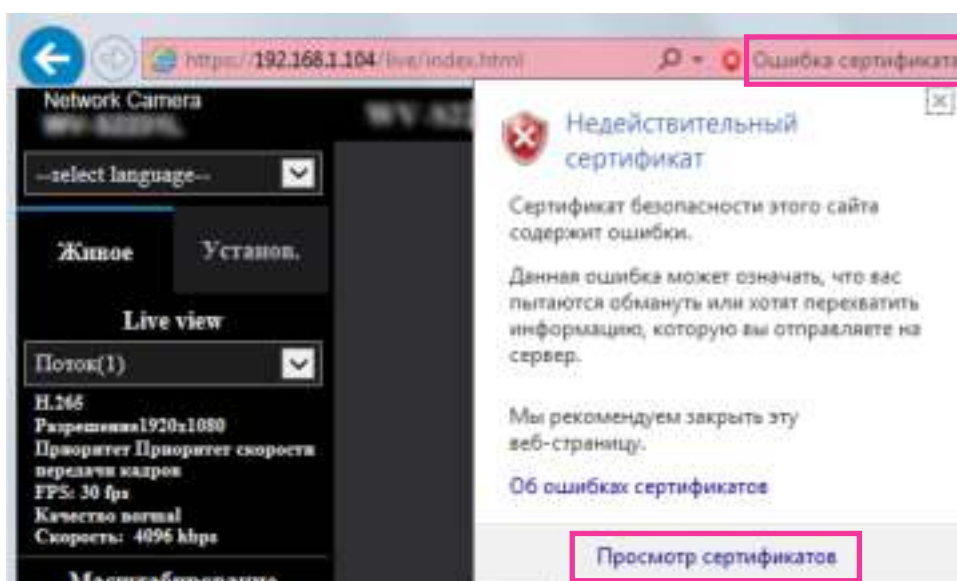 https://192.168.1.104/live/index.html
Ошибка сертификата
Network Camera
--select language--
Живое
Установ.
Live view
Поток(1)
H.265
Разрешения1920x1080
Приоритет Приоритет скорости
передачи кадров
FPS: 30 fps
Качество normal
Скорость: 4096 kbps
Масштабирование
Недействительный
сертификат
Сертификат безопасности этого сайта
содержит ошибки.
Данная ошибка может означать, что вас
пытаются обмануть или хотят перехватить
информацию, которую вы отправляете на
сервер.
Мы рекомендуем закрыть эту
веб-страницу.
Об ошибках сертификатов
Просмотр сертификатов